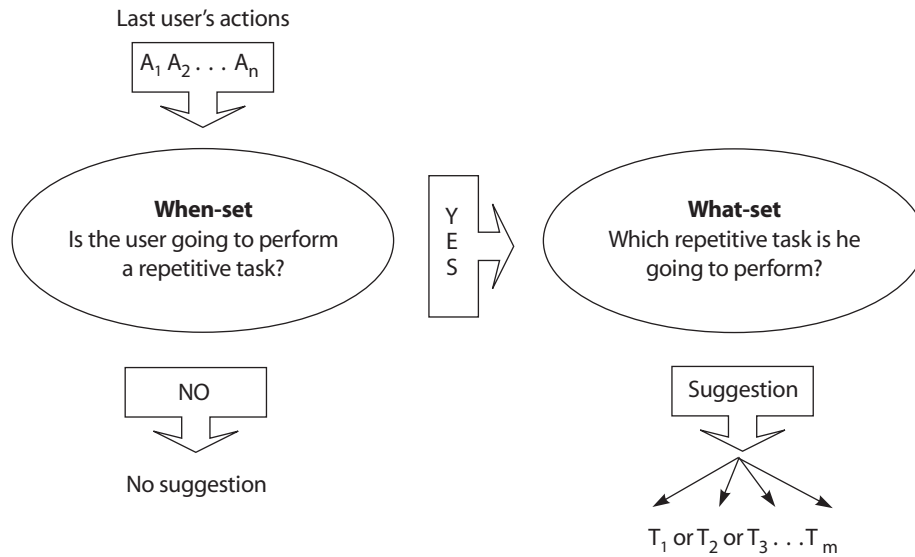 Last user's actions
A1 A2 . . . An
When-set
Is the user going to perform
a repetitive task?
YES
What-set
Which repetitive task is he
going to perform?
NO
No suggestion
Suggestion
T1 or T2 or T3 . . . Tm